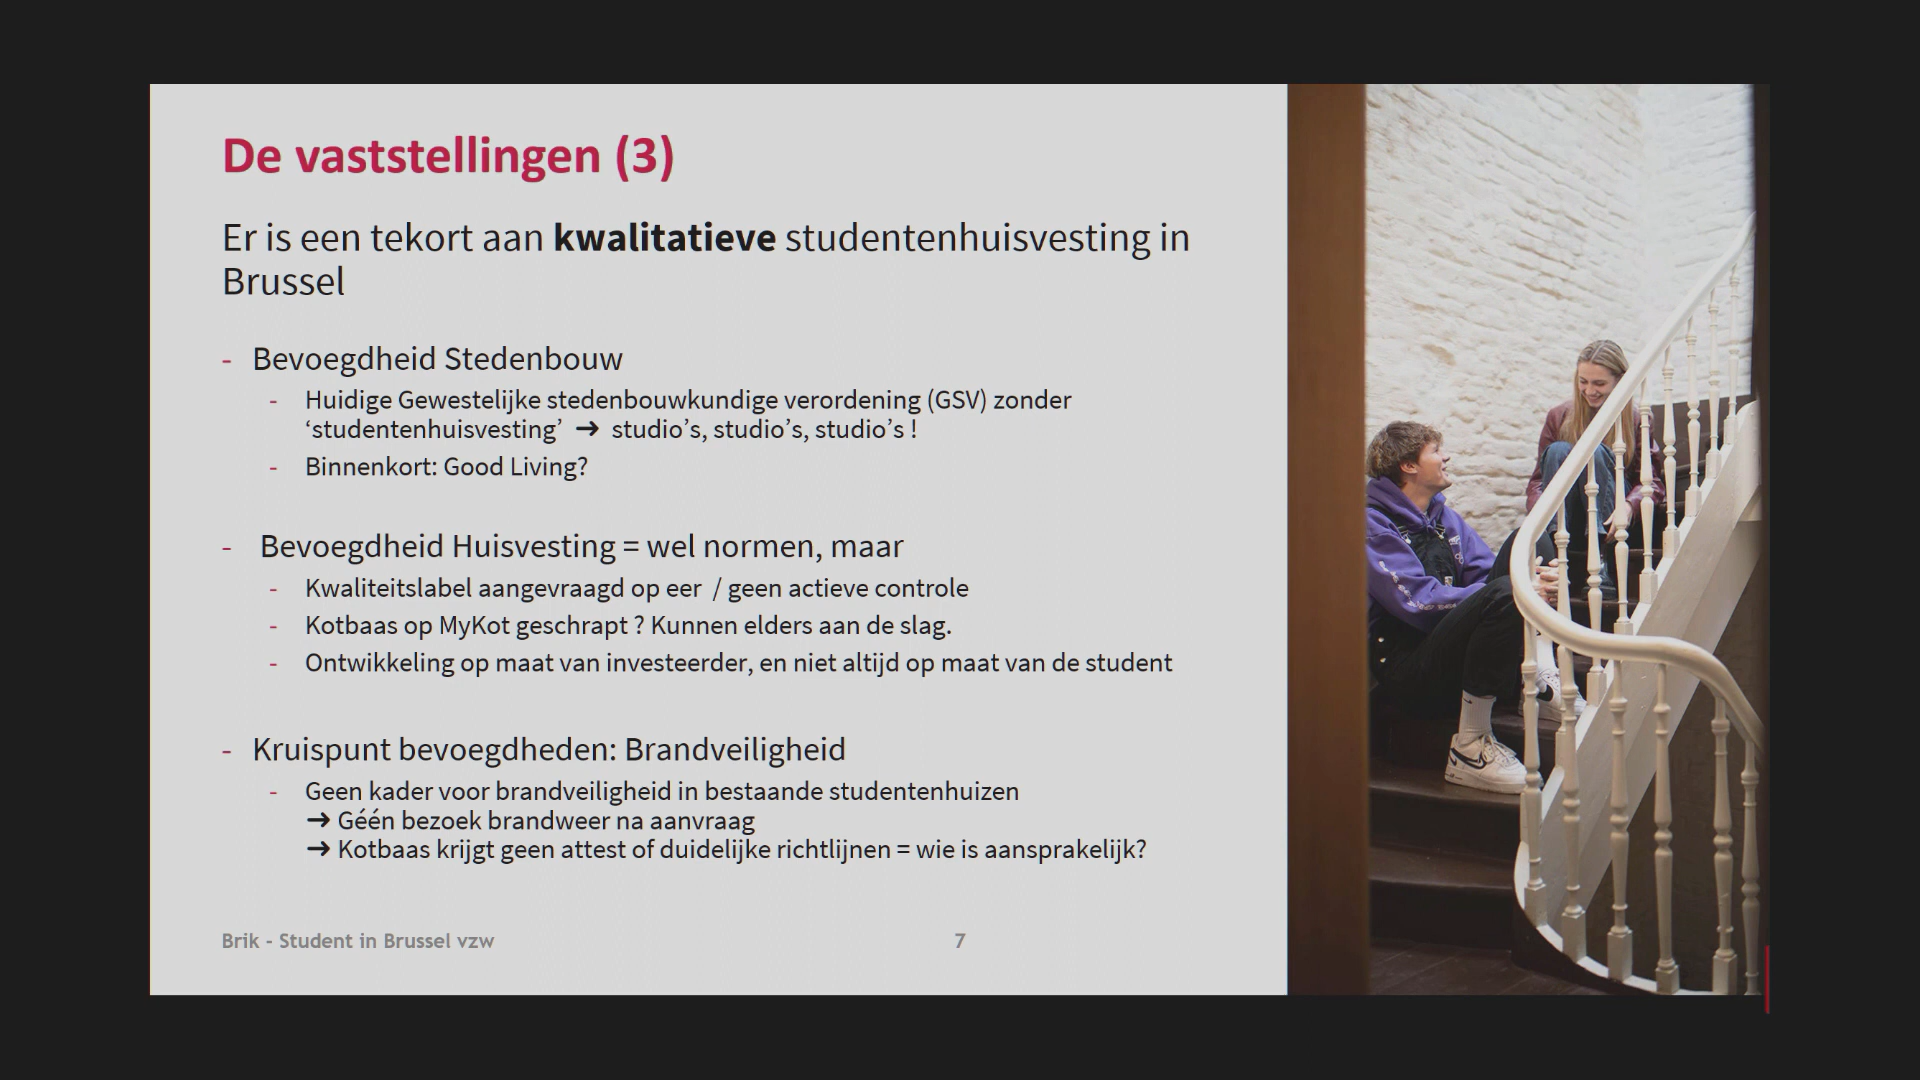 De vaststellingen (3)
Er is een tekort aan kwalitatieve studentenhuisvesting in
Brussel
- Bevoegdheid Stedenbouw
- Huidige Gewestelijke stedenbouwkundige verordening (GSV) zonder
‘studentenhuisvesting’ ➔ studio’s, studio’s, studio’s !
- Binnenkort: Good Living?
- Bevoegdheid Huisvesting = wel normen, maar
- Kwaliteitslabel aangevraagd op eer / geen actieve controle
- Kotbaas op MyKot geschrapt ? Kunnen elders aan de slag.
- Ontwikkeling op maat van investeerder, en niet altijd op maat van de student
- Kruispunt bevoegdheden: Brandveiligheid
- Geen kader voor brandveiligheid in bestaande studentenhuizen
➔ Géén bezoek brandweer na aanvraag
➔ Kotbaas krijgt geen attest of duidelijke richtlijnen = wie is aansprakelijk?
Brik - Student in Brussel vzw
7